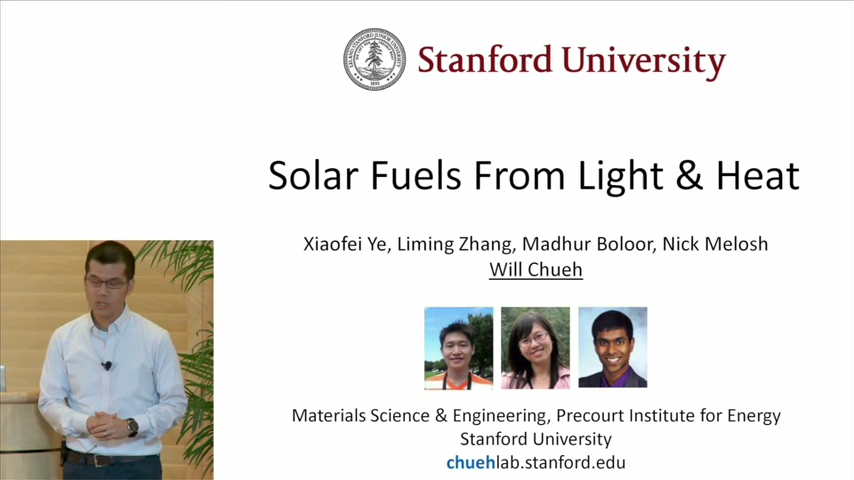 Stanford University
Solar Fuels From Light & Heat
Xiaofei Ye, Liming Zhang, Madhur Boloor, Nick Melosh
Will Chueh
Materials Science & Engineering, Precourt Institute for Energy
Stanford University
chuehlab.stanford.edu